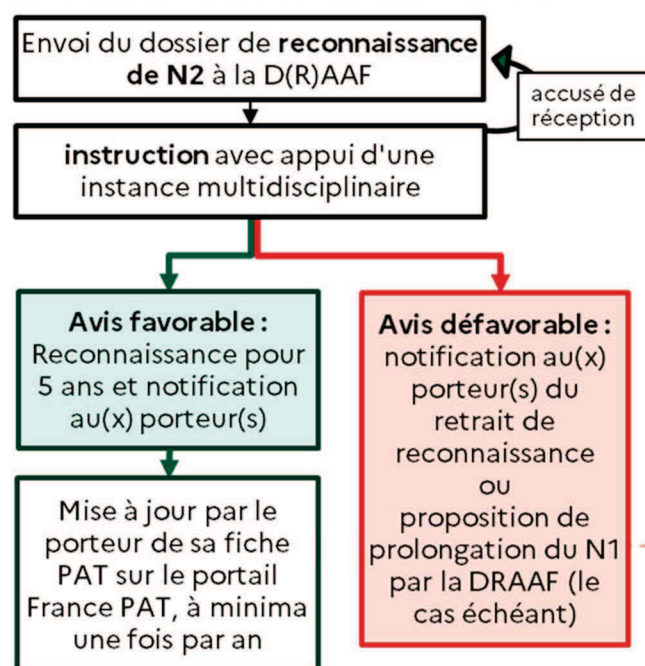 Envoi du dossier de reconnaissance
de N2 à la D(R)AAF
accusé de
réception
instruction avec appui d'une
instance multidisciplinaire
Avis favorable :
Reconnaissance pour
5 ans et notification
au(x) porteur(s)
Avis défavorable :
notification au(x)
porteur(s) du
retrait de
reconnaissance
ou
proposition de
prolongation du N1
par la DRAAF (le
cas échéant)
Mise à jour par le
porteur de sa fiche
PAT sur le portail
France PAT, à minima
une fois par an